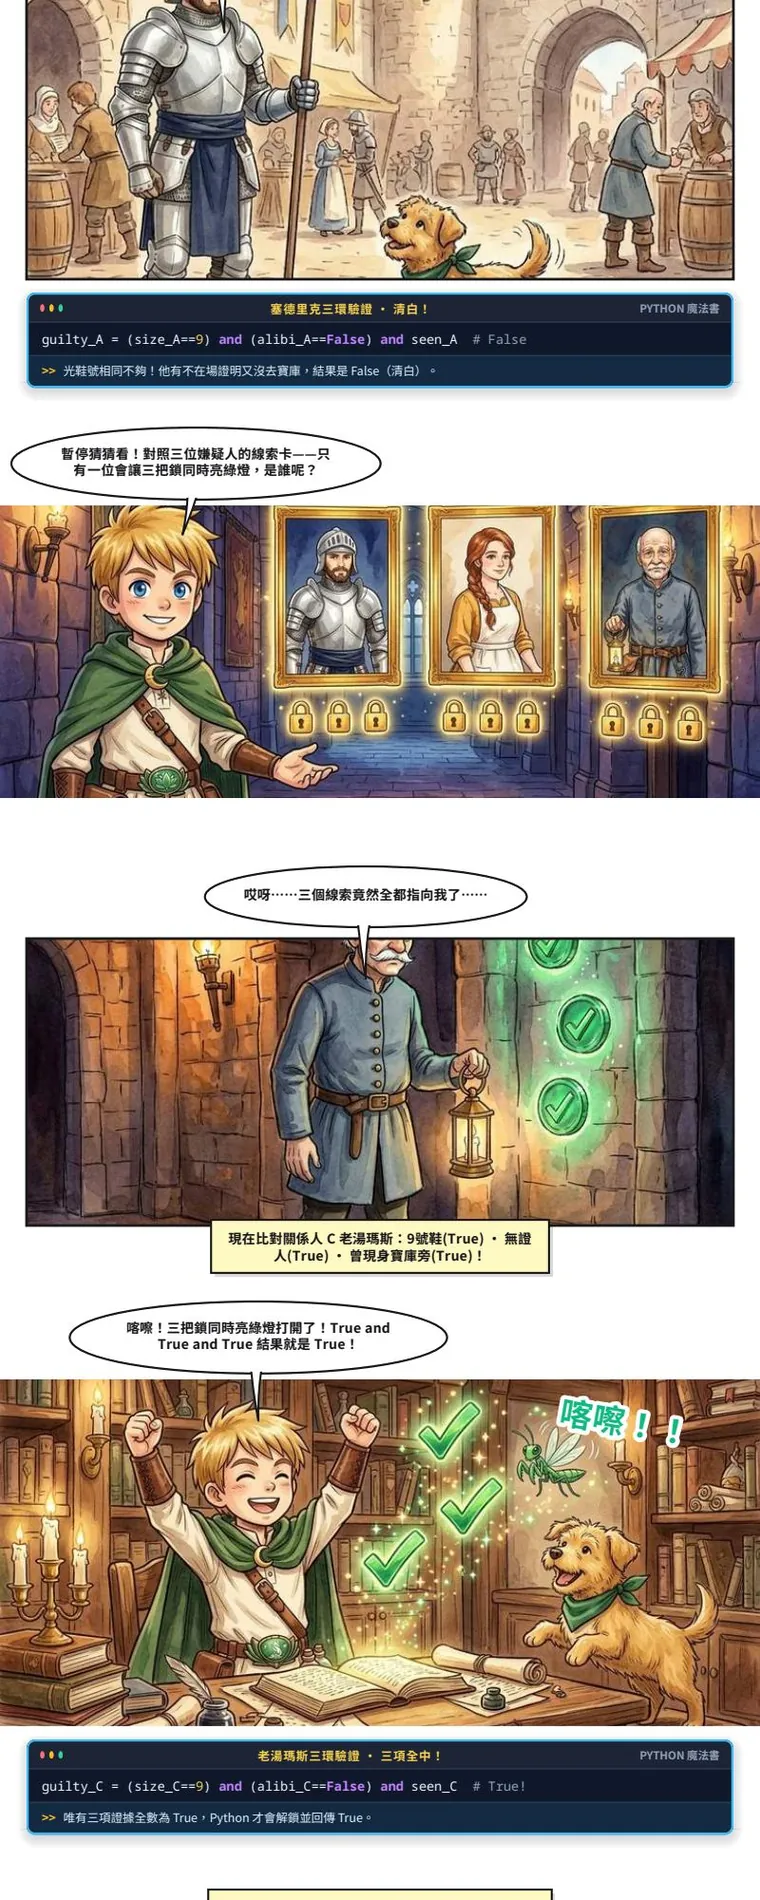 塞德里克三環驗證 · 清白！
PYTHON 魔法書
guilty_A = (size_A==9) and (alibi_A==False) and seen_A  # False
>> 光鞋號相同不夠！他有不在場證明又沒去寶庫，結果是 False（清白）。
暫停猜猜看！對照三位嫌疑人的線索卡——只
有一位會讓三把鎖同時亮綠燈，是誰呢？
哎呀……三個線索竟然全都指向我了……
現在比對關係人 C 老湯瑪斯：9號鞋(True) · 無證
人(True) · 曾現身寶庫旁(True)！
喀嚓！三把鎖同時亮綠燈打開了！True and
True and True 結果就是 True！
喀嚓！！
老湯瑪斯三環驗證 · 三項全中！
PYTHON 魔法書
guilty_C = (size_C==9) and (alibi_C==False) and seen_C  # True!
>> 唯有三項證據全數為 True，Python 才會解鎖並回傳 True。